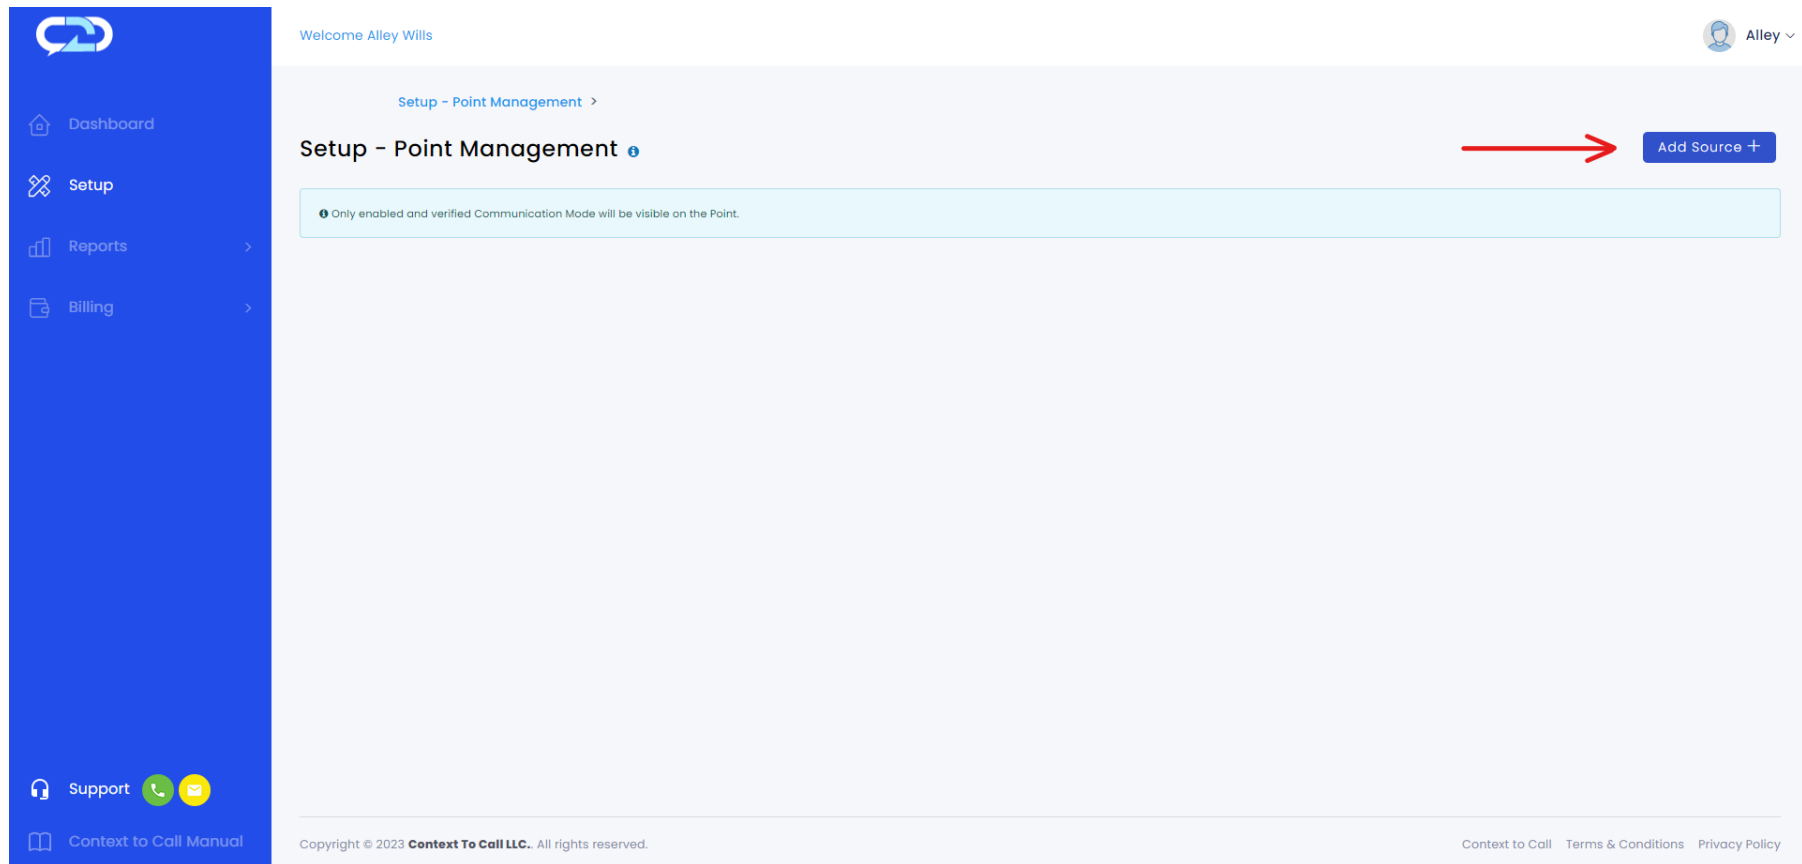 Welcome Alley Wills
Alley
Dashboard
Setup
Reports
Billing
Setup - Point Management >
Setup - Point Management
Add Source +
Only enabled and verified Communication Mode will be visible on the Point.
Support
Context to Call Manual
Copyright © 2023 Context To Call LLC.. All rights reserved.
Context to Call Terms & Conditions Privacy Policy